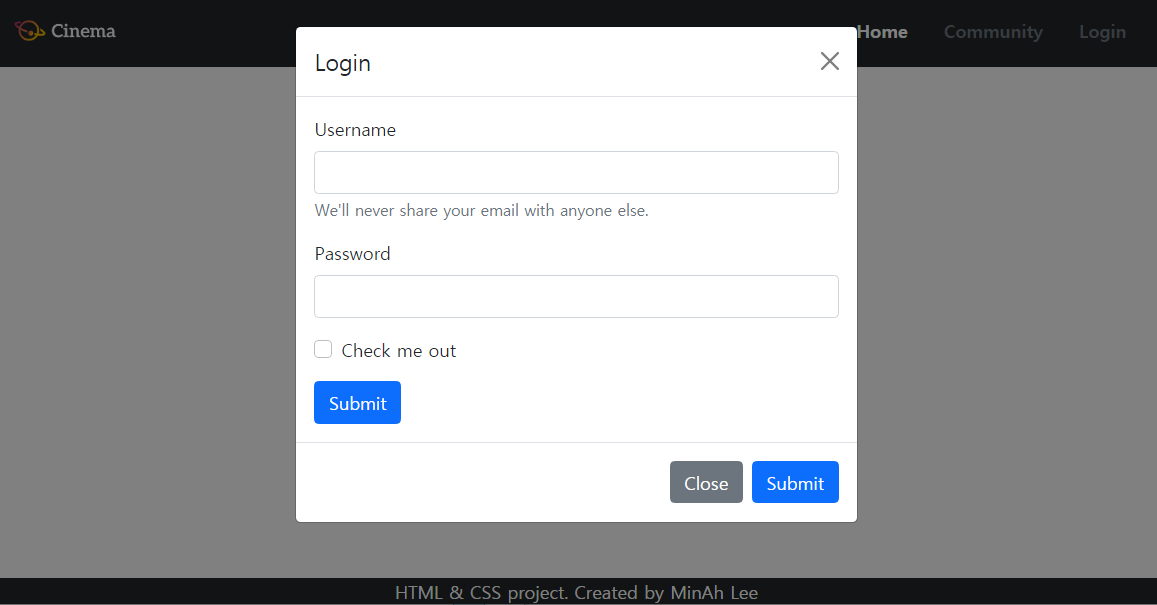 Cinema
Home Community Login
Login
Username
We'll never share your email with anyone else.
Password
Check me out
Submit
Close Submit
HTML & CSS project. Created by MinAh Lee